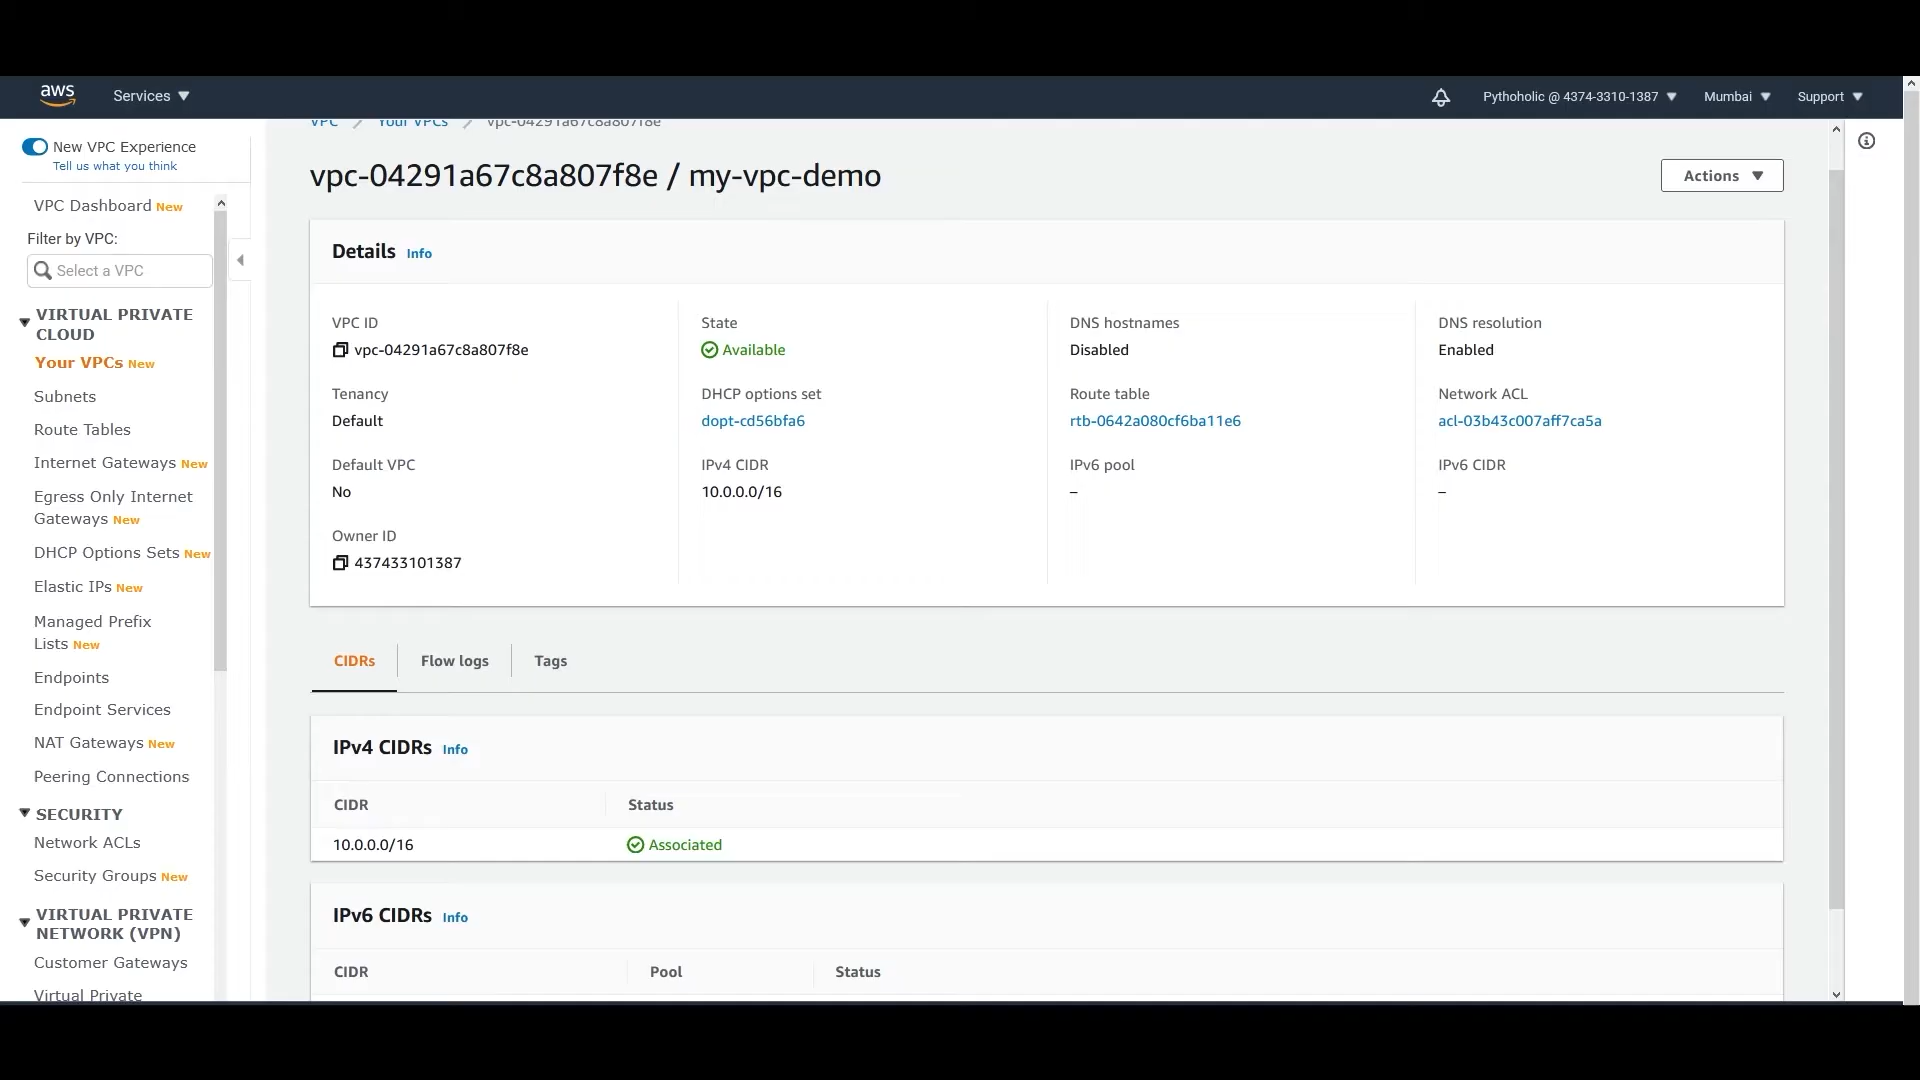 aws
Services
Pythoholic @ 4374-3310-1387
Mumbai
Support
New VPC Experience
Tell us what you think
VPC Dashboard New
Filter by VPC:
Select a VPC
VIRTUAL PRIVATE
CLOUD
Your VPCs New
Subnets
Route Tables
Internet Gateways New
Egress Only Internet
Gateways New
DHCP Options Sets New
Elastic IPs New
Managed Prefix
Lists New
Endpoints
Endpoint Services
NAT Gateways New
Peering Connections
SECURITY
Network ACLs
Security Groups New
VIRTUAL PRIVATE
NETWORK (VPN)
Customer Gateways
Virtual Private
VPC / Your VPCs / vpc-04291a67c8a807f8e
vpc-04291a67c8a807f8e / my-vpc-demo
Actions
Details Info
VPC ID
vpc-04291a67c8a807f8e
State
Available
DNS hostnames
Disabled
DNS resolution
Enabled
Tenancy
Default
DHCP options set
dopt-cd56bfa6
Route table
rtb-0642a080cf6ba11e6
Network ACL
acl-03b43c007aff7ca5a
Default VPC
No
IPv4 CIDR
10.0.0.0/16
IPv6 pool
–
IPv6 CIDR
–
Owner ID
437433101387
CIDRs
Flow logs
Tags
IPv4 CIDRs Info
CIDR
Status
10.0.0.0/16
Associated
IPv6 CIDRs Info
CIDR
Pool
Status